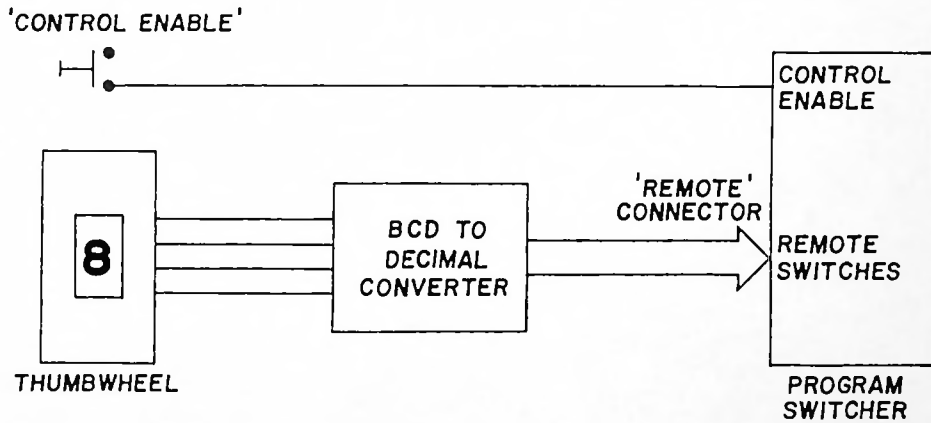 'CONTROL ENABLE'
CONTROL
ENABLE
'REMOTE'
CONNECTOR
8
BCD TO
DECIMAL
CONVERTER
REMOTE
SWITCHES
THUMBWHEEL
PROGRAM
SWITCHER